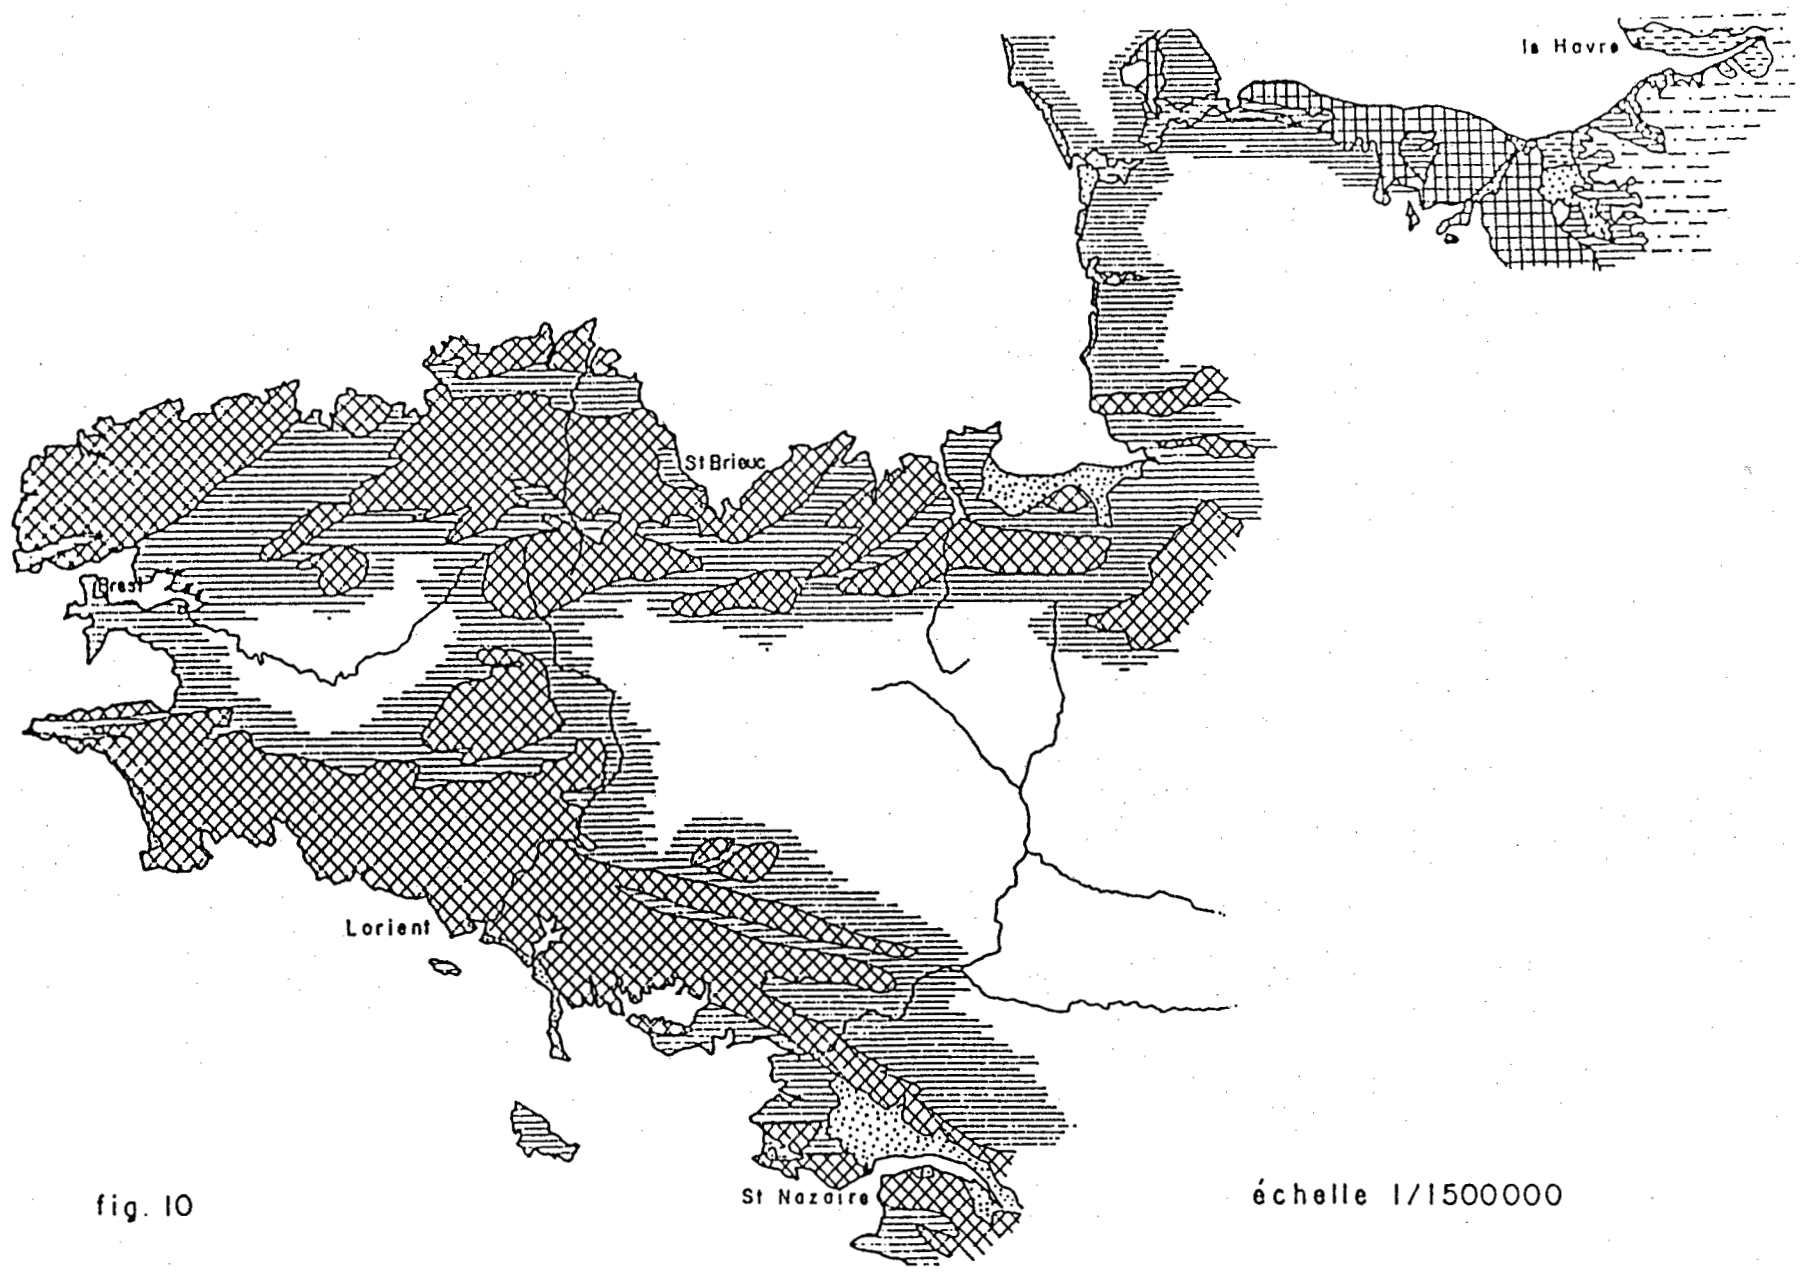 le Havre
St Brieuc
Brest
Lorient
St Nazaire
fig. 10
échelle 1/1500000